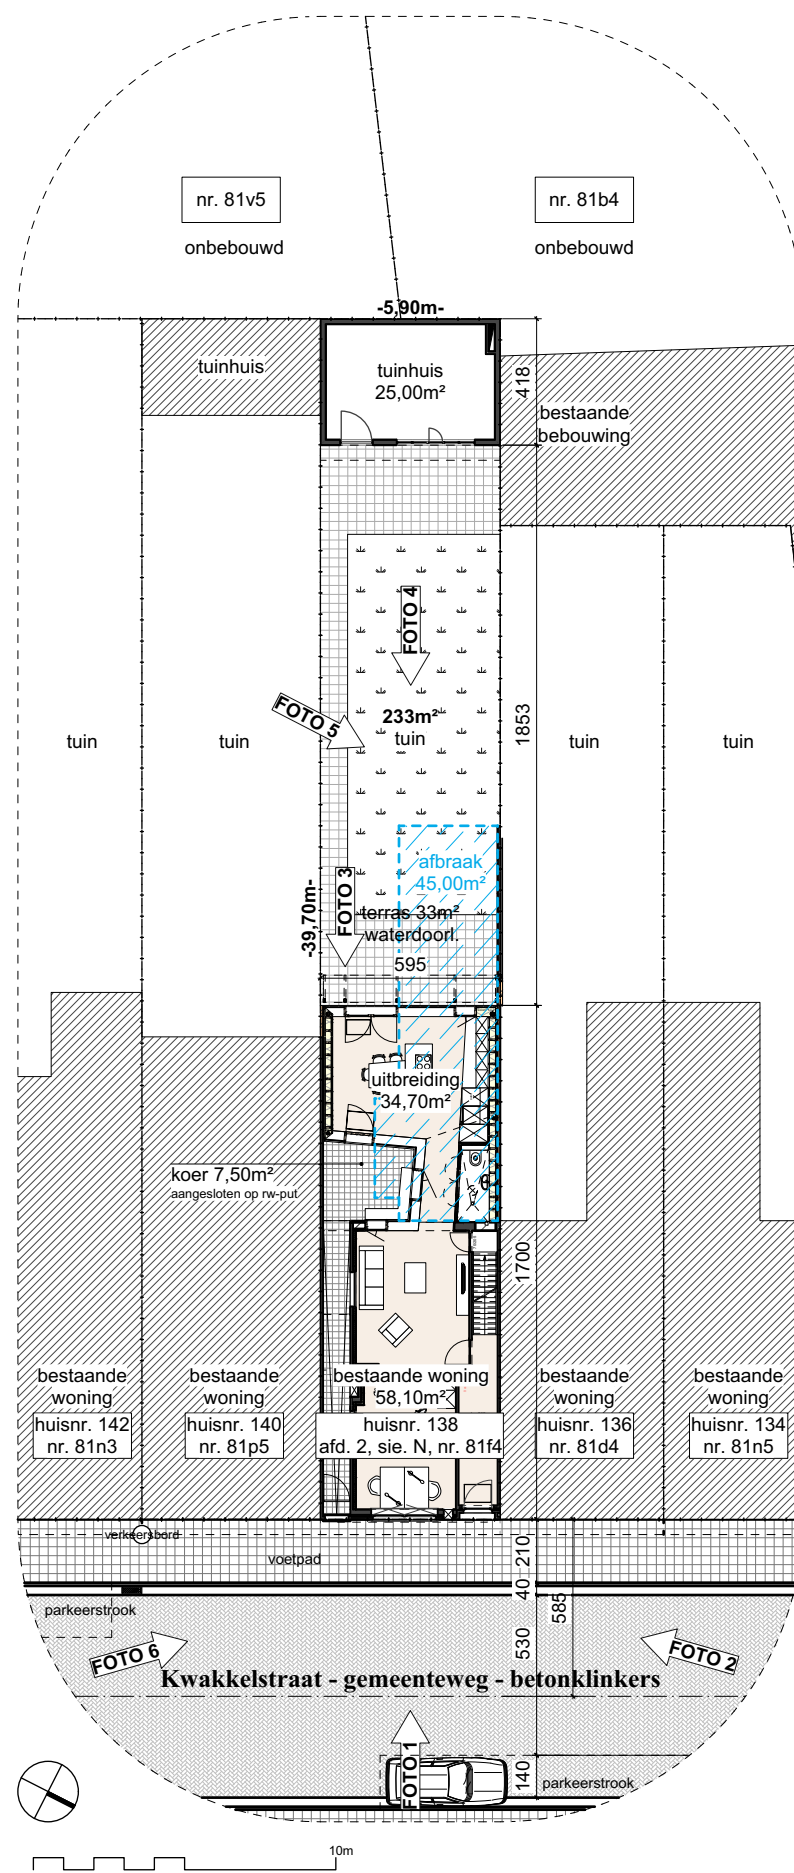 nr. 81v5
nr. 81b4
onbebouwd
onbebouwd
-5,90m-
tuinhuis
tuinhuis
25,00m²
418
bestaande
bebouwing
FOTO 4
FOTO 5
233m²
tuin
tuin
tuin
tuin
tuin
1853
afbraak
45,00m²
FOTO 3
-39,70m-
terras 33m²
waterdoorl.
595
uitbreiding
34,70m²
koer 7,50m²
aangesloten op rw-put
1700
bestaande
woning
huisnr. 142
nr. 81n3
bestaande
woning
huisnr. 140
nr. 81p5
bestaande woning
58,10m²
huisnr. 138
afd. 2, sie. N, nr. 81f4
bestaande
woning
huisnr. 136
nr. 81d4
bestaande
woning
huisnr. 134
nr. 81n5
verkeersbord
voetpad
210
40
585
parkeerstrook
530
FOTO 6
FOTO 2
Kwakkelstraat - gemeenteweg - betonklinkers
FOTO 1
140
parkeerstrook
10m